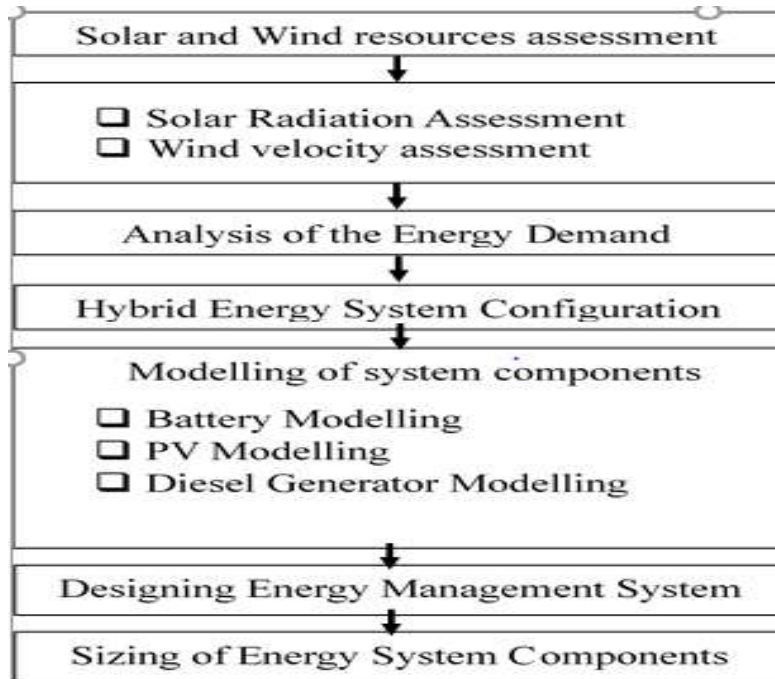 Solar and Wind resources assessment
❑ Solar Radiation Assessment
❑ Wind velocity assessment
Analysis of the Energy Demand
Hybrid Energy System Configuration
Modelling of system components
❑ Battery Modelling
❑ PV Modelling
❑ Diesel Generator Modelling
Designing Energy Management System
Sizing of Energy System Components